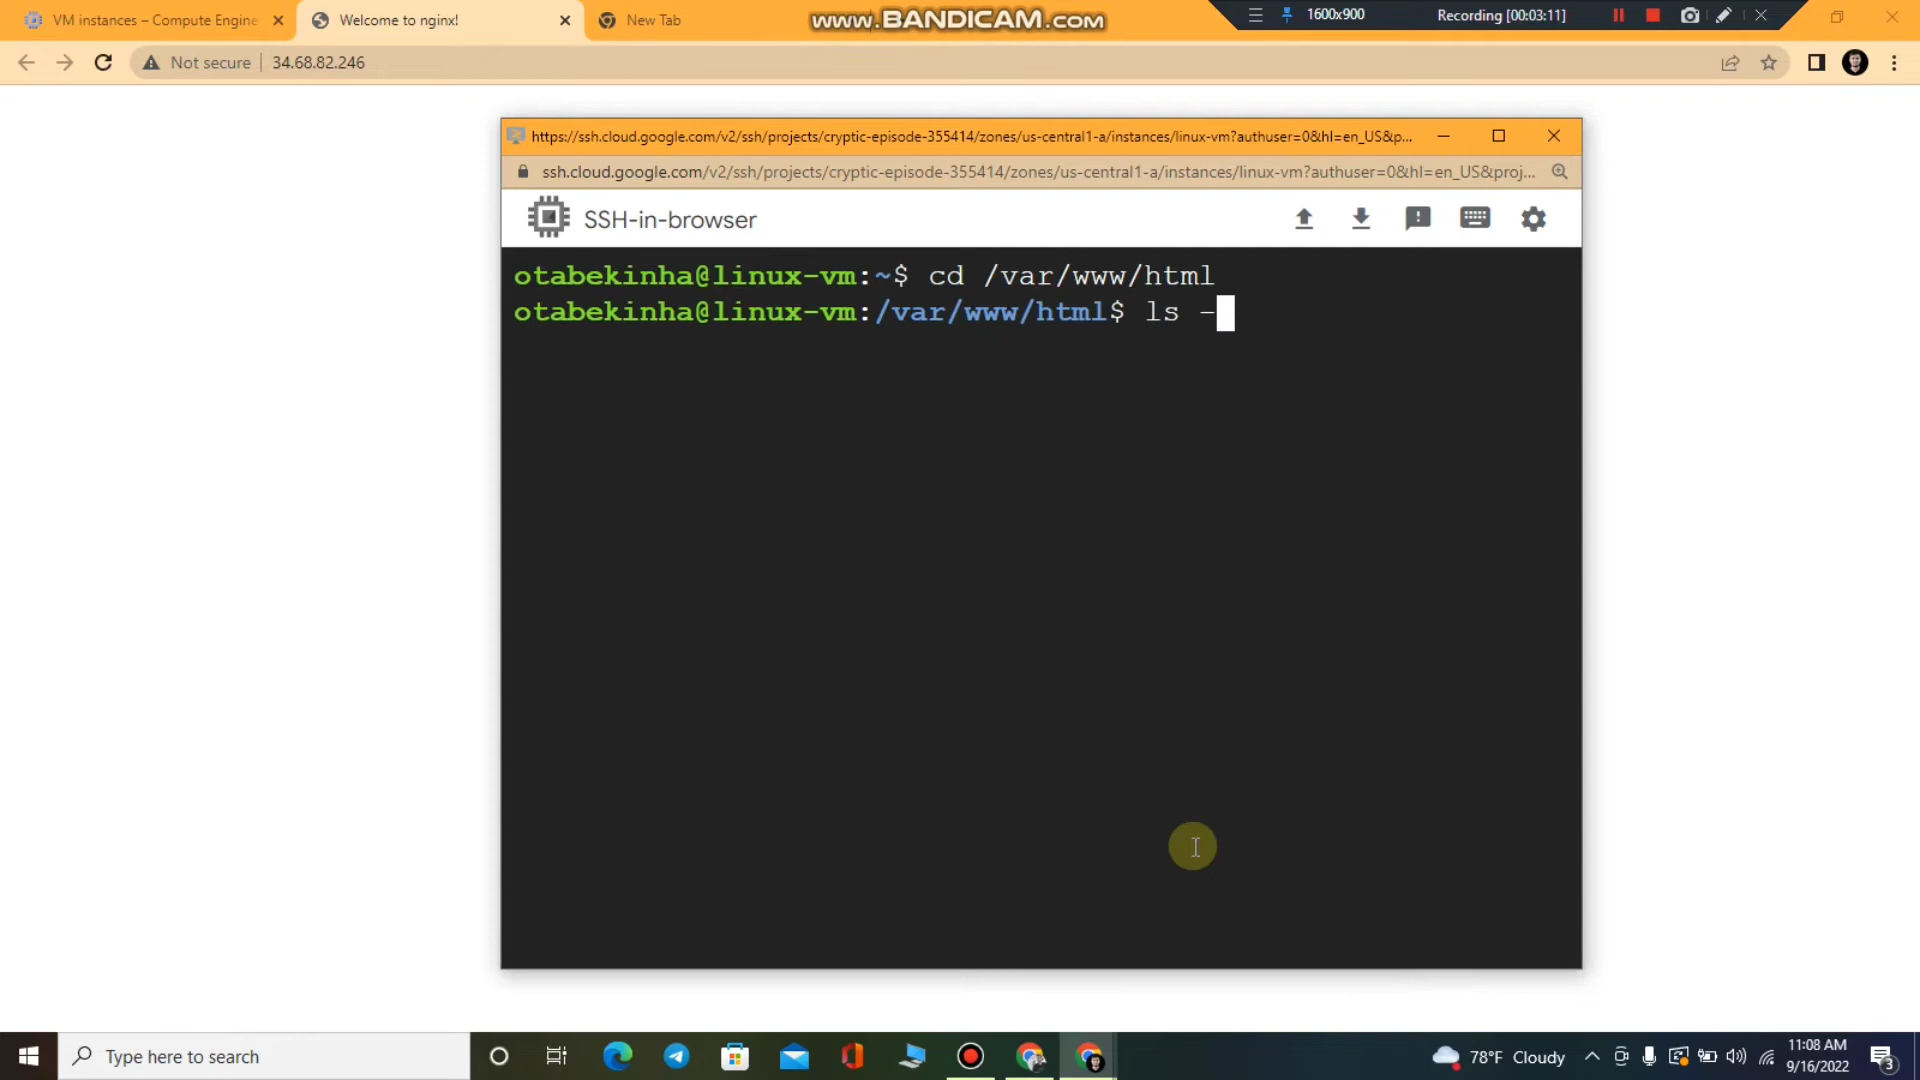 VM instances – Compute Engine
Welcome to nginx!
New Tab
www.BANDICAM.com
1600x900
Recording [00:03:11]
Not secure
34.68.82.246
https://ssh.cloud.google.com/v2/ssh/projects/cryptic-episode-355414/zones/us-central1-a/instances/linux-vm?authuser=0&hl=en_US&p...
ssh.cloud.google.com/v2/ssh/projects/cryptic-episode-355414/zones/us-central1-a/instances/linux-vm?authuser=0&hl=en_US&proj...
SSH-in-browser
otabekinha@linux-vm:~$ cd /var/www/html
otabekinha@linux-vm:/var/www/html$ ls -
Type here to search
78°F Cloudy
11:08 AM
9/16/2022
3